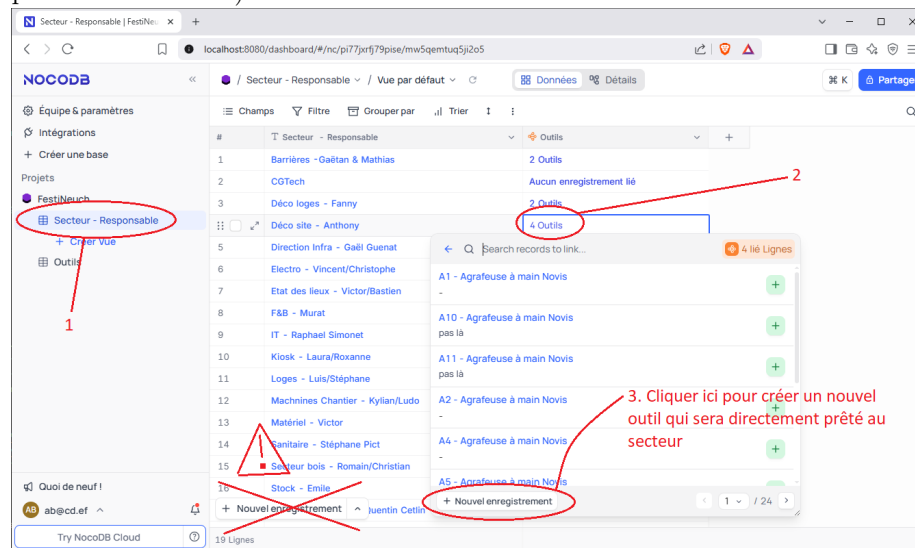 Secteur - Responsable | FestiNeu
localhost:8080/dashboard/#/nc/pi77jxrfj79pise/mw5qemtuq5ji2o5
NOCODB
/ Secteur - Responsable / Vue par défaut
Données
Détails
⌘ K
Partage
Équipe & paramètres
Intégrations
Créer une base
Projets
FestiNeuch
Secteur - Responsable
+ Créer Vue
Outils
Champs Filtre Grouper par Trier
# Secteur - Responsable Outils
1 Barrières -Gaëtan & Mathias 2 Outils
2 CGTech Aucun enregistrement lié
3 Déco loges - Fanny 2 Outils
Déco site - Anthony 4 Outils
5 Direction Infra - Gaël Guenat
6 Electro - Vincent/Christophe
7 Etat des lieux - Victor/Bastien
8 F&B - Murat
9 IT - Raphael Simonet
10 Kiosk - Laura/Roxanne
11 Loges - Luis/Stéphane
12 Machnines Chantier - Kylian/Ludo
13 Matériel - Victor
14 Sanitaire - Stéphane Pict
15 Secteur bois - Romain/Christian
16 Stock - Emile
+ Nouvel enregistrement
Quentin Cetlin
19 Lignes
Search records to link...
4 lié Lignes
A1 - Agrafeuse à main Novis
-
A10 - Agrafeuse à main Novis
pas là
A11 - Agrafeuse à main Novis
pas là
A2 - Agrafeuse à main Novis
-
A4 - Agrafeuse à main Novis
-
A5 - Agrafeuse à main Novis
+ Nouvel enregistrement
1 / 24
1
2
3. Cliquer ici pour créer un nouvel
outil qui sera directement prêté au
secteur
Quoi de neuf !
AB ab@cd.ef
Try NocoDB Cloud